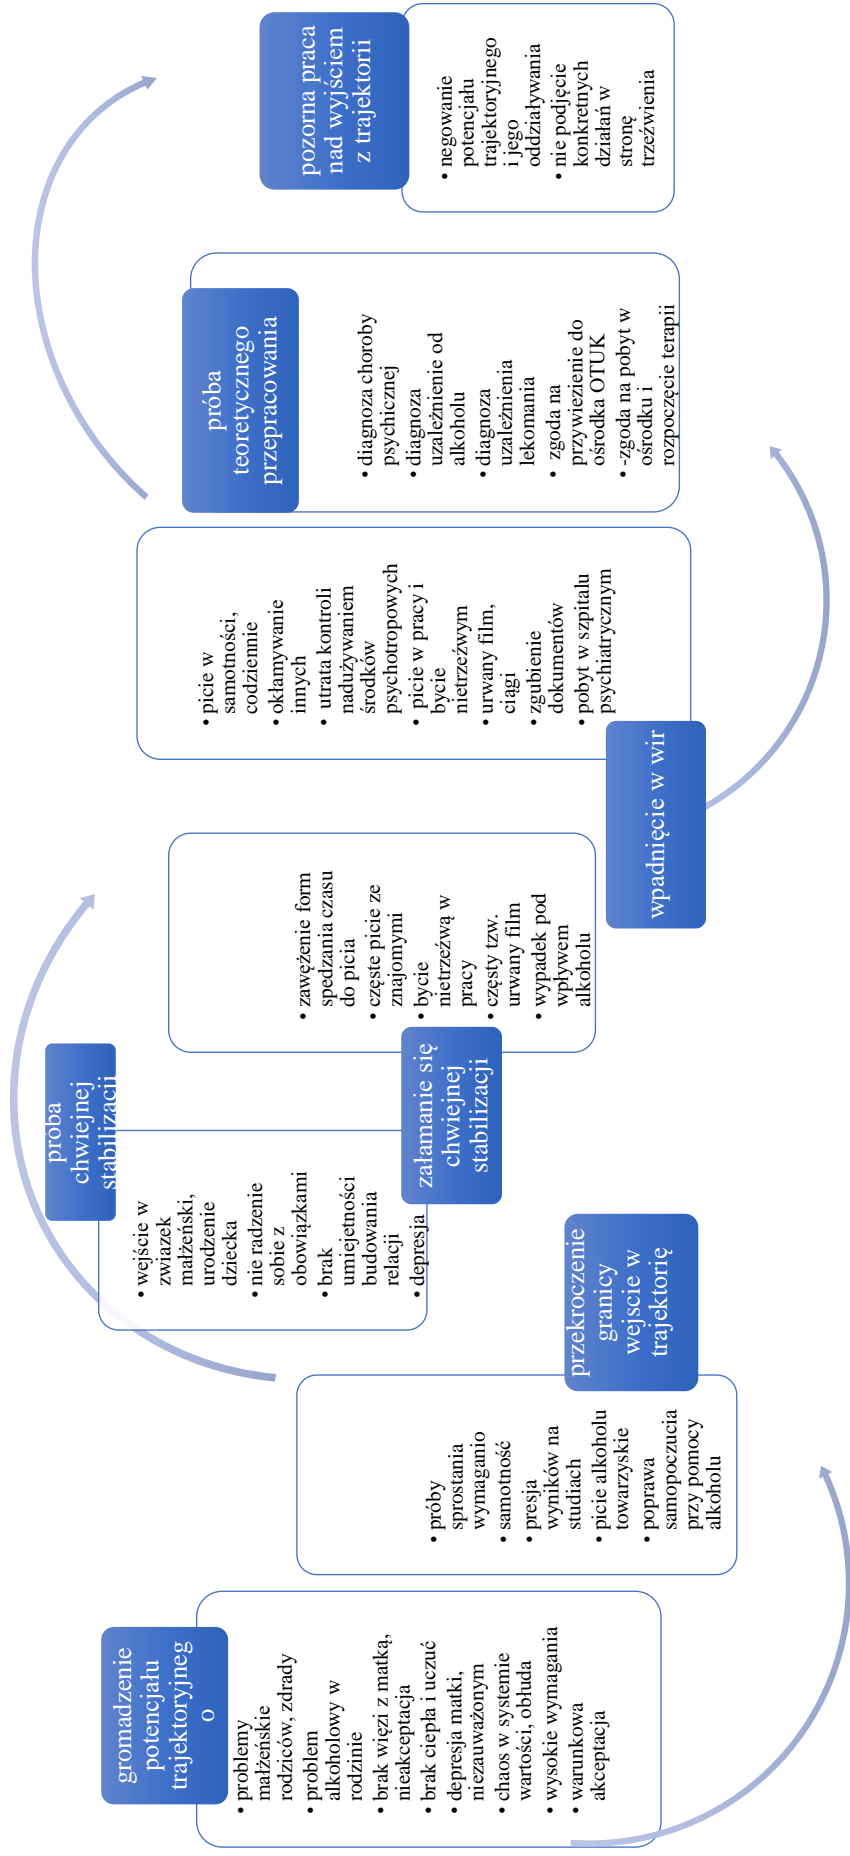 gromadzenie
potencjału
trajektoryjneg
o
• problemy
małżeńskie
rodziców, zdrady
• problem
alkoholowy w
rodzinie
• brak więzi z matką,
nieakceptacja
• brak ciepła i uczuć
• depresja matki,
niezauważonym
• chaos w systemie
wartości, obłuda
• wysokie wymagania
• warunkowa
akceptacja
przekroczenie
granicy
wejscie w
trajektorię
• próby
sprostania
wymaganio
• samotność
• presja
wyników na
studiach
• picie alkoholu
towarzyskie
• poprawa
samopoczucia
przy pomocy
alkoholu
próba
chwiejnej
stabilizacji
• wejście w
związek
małżeński,
urodzenie
dziecka
• nie radzenie
sobie z
obowiązkami
• brak
umiejetności
budowania
relacji
• depresja
załamanie się
chwiejnej
stabilizacji
• zawężenie form
spedzania czasu
do picia
• częste picie ze
znajomymi
• bycie
nietrzeźwą w
pracy
• częsty tzw.
urwany film
• wypadek pod
wpływem
alkoholu
wpadnięcie w wir
• picie w
samotności,
codziennie
• okłamywanie
innych
• utrata kontroli
nadużywaniem
środków
psychotropowych
• picie w pracy i
bycie
nietrzeźwym
• urwany film,
ciągi
• zgubienie
dokumentów
• pobyt w szpitalu
psychiatrycznym
próba
teoretycznego
przepracowania
• diagnoza choroby
psychicznej
• diagnoza
uzależnienie od
alkoholu
• diagnoza
uzależnienia
lekomania
• zgoda na
przywiezienie do
ośrodka OTUK
• -zgoda na pobyt w
ośrodku i
rozpoczęcie terapii
pozorna praca
nad wyjściem
z trajektorii
• negowanie
potencjału
trajektoryjnego
i jego
oddziaływania
• nie podjęcie
konkretnych
działań w
stronę
trzeźwienia